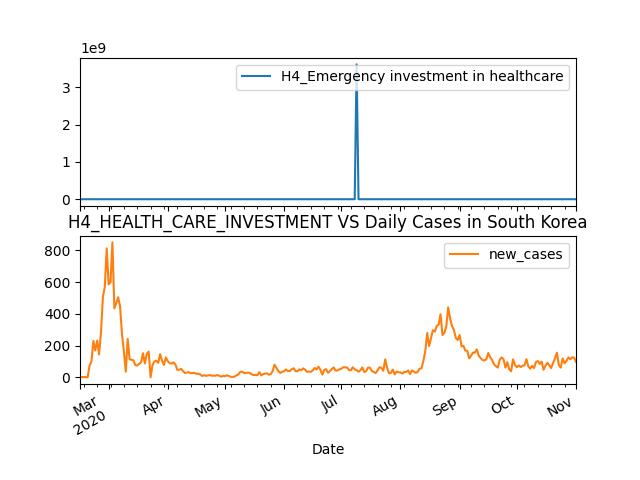 1e9
H4_Emergency investment in healthcare
3
2
1
0
H4_HEALTH_CARE_INVESTMENT VS Daily Cases in South Korea
new_cases
800
600
400
200
0
Mar
2020
Apr
May
Jun
Jul
Aug
Sep
Oct
Nov
Date